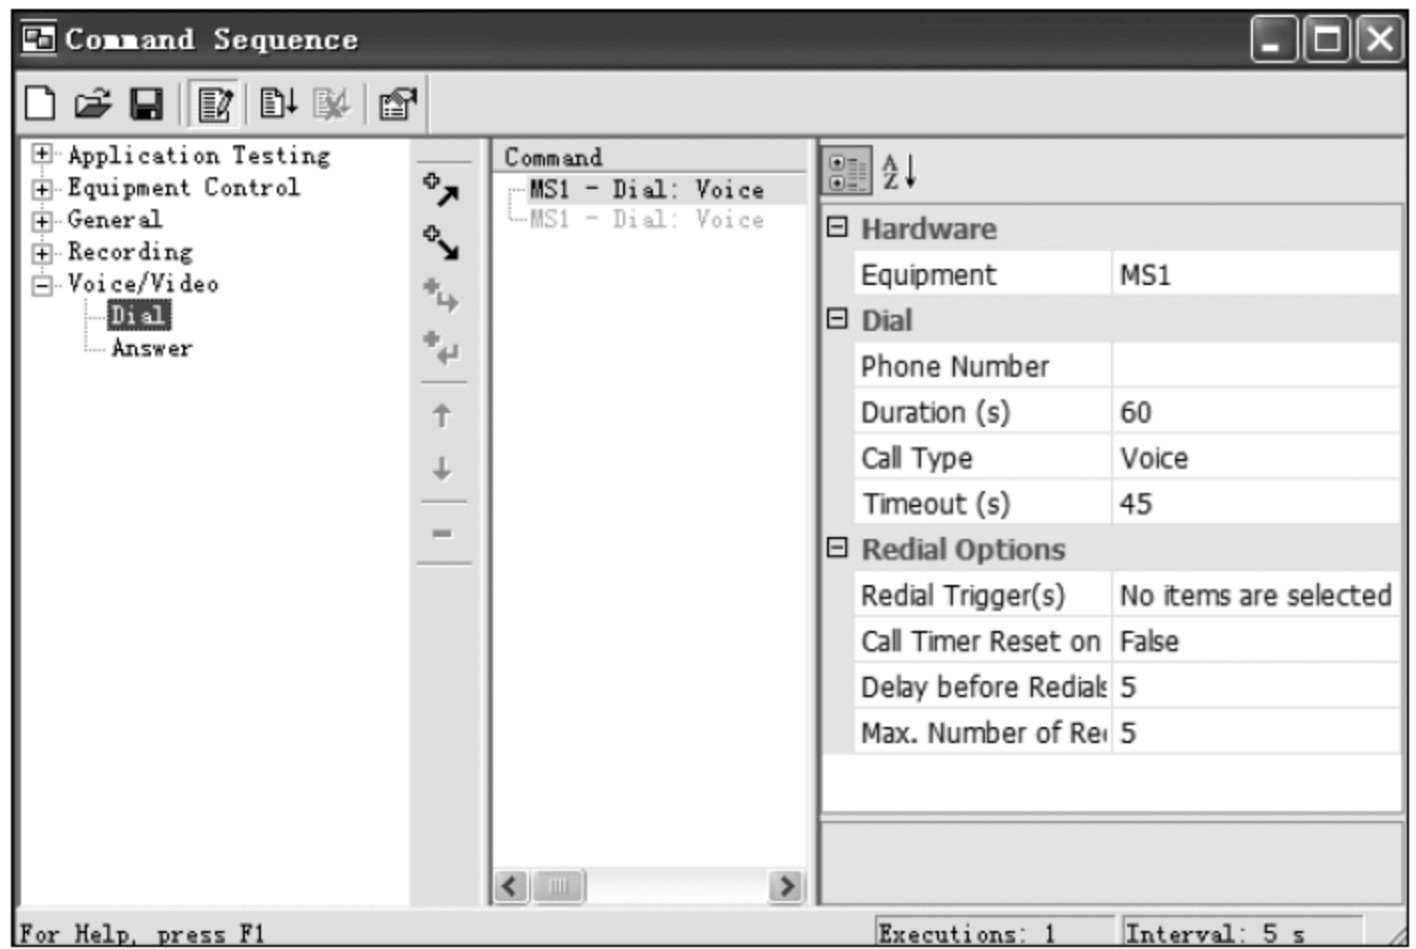 Command Sequence
Application Testing
Equipment Control
General
Recording
Voice/Video
Dial
Answer
Command
MS1 - Dial: Voice
MS1 - Dial: Voice
A
Z
Hardware
Equipment MS1
Dial
Phone Number
Duration (s) 60
Call Type Voice
Timeout (s) 45
Redial Options
Redial Trigger(s) No items are selected
Call Timer Reset on False
Delay before Redials 5
Max. Number of Re 5
For Help, press F1
Executions: 1
Interval: 5 s